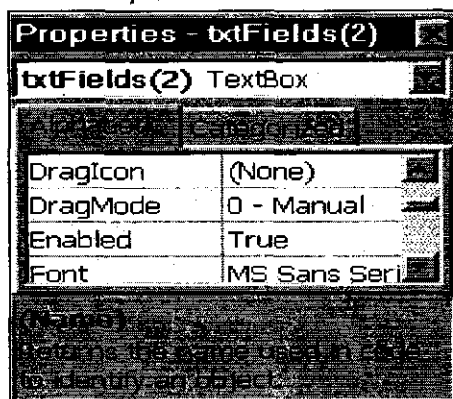 Properties - txtFields(2)
txtFields(2) TextBox
Alphabetic Categorized
DragIcon (None)
DragMode 0 - Manual
Enabled True
Font MS Sans Seri
(Name)
Returns the name used in code
to identify an object.